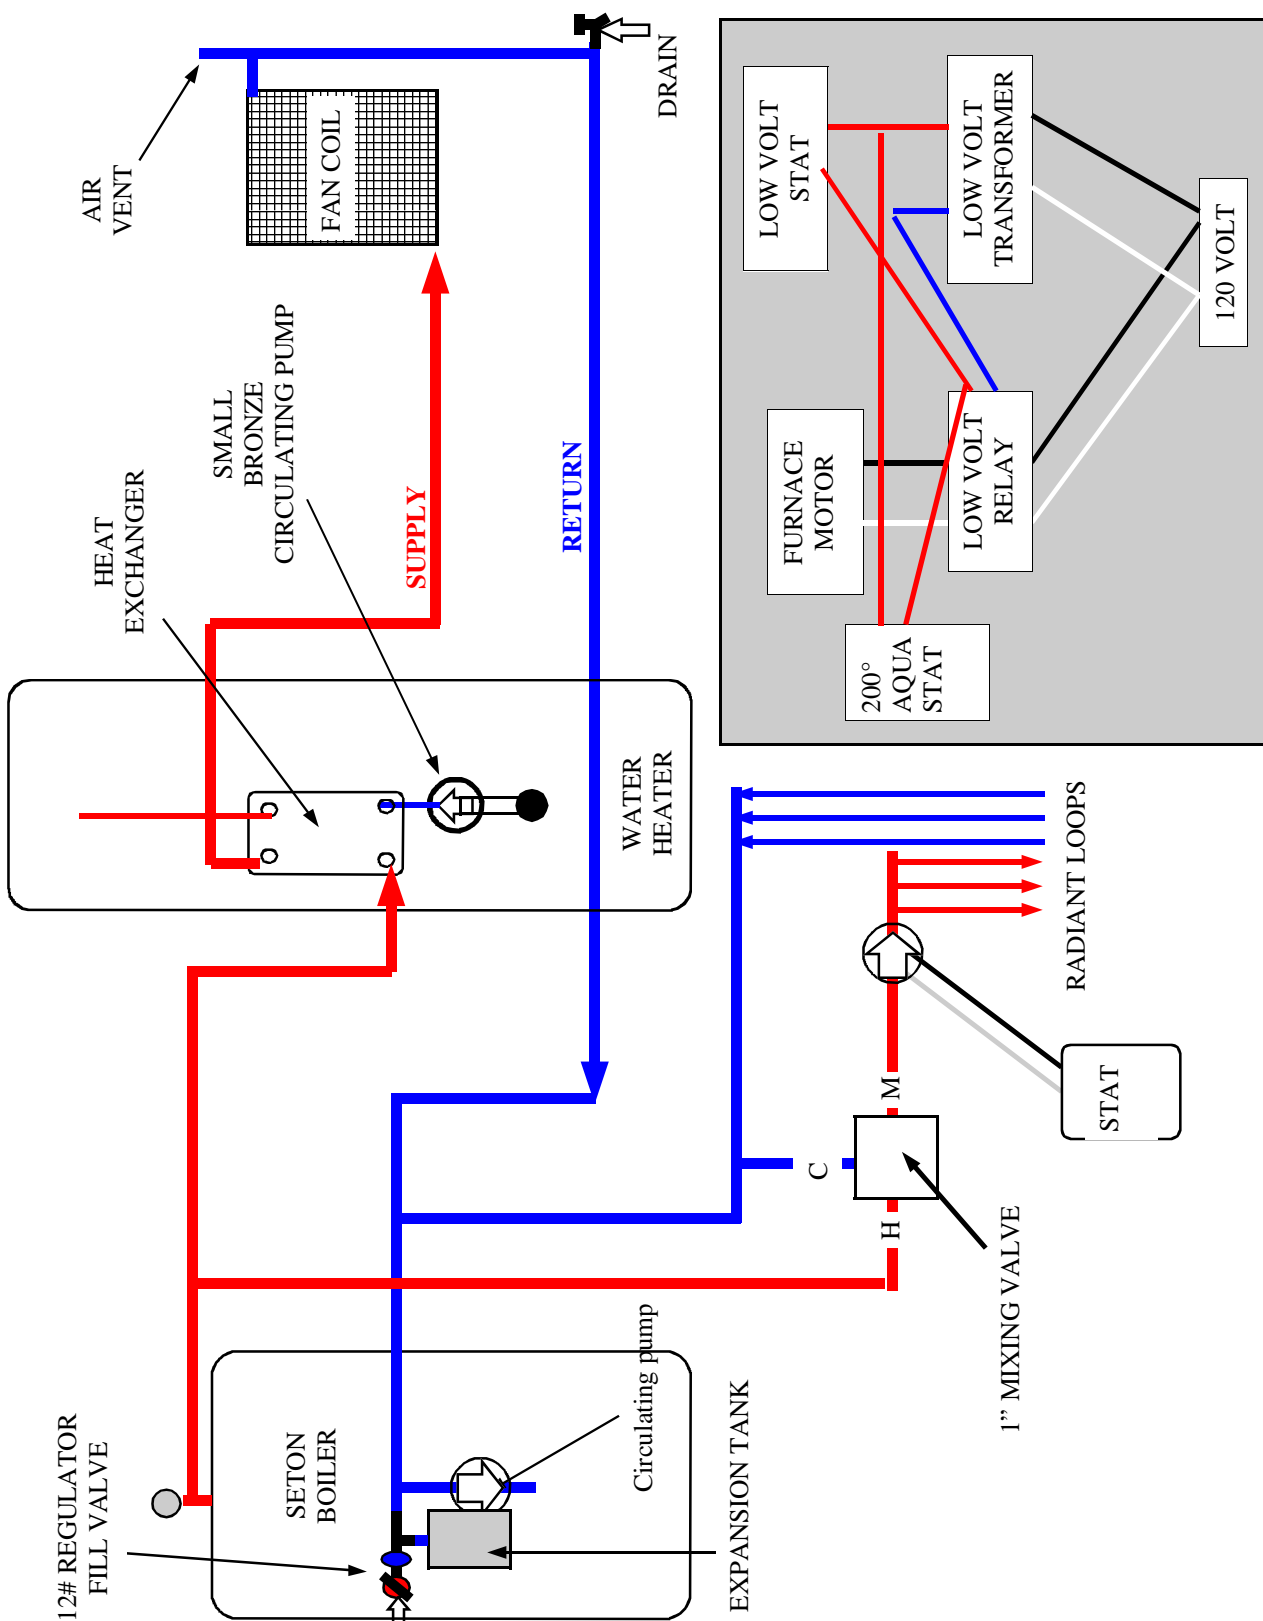 AIR
VENT
FAN COIL
DRAIN
SMALL
BRONZE
CIRCULATING PUMP
HEAT
EXCHANGER
SUPPLY
RETURN
WATER
HEATER
12# REGULATOR
FILL VALVE
SETON
BOILER
Circulating pump
EXPANSION TANK
1” MIXING VALVE
H
C
M
STAT
RADIANT LOOPS
LOW VOLT
STAT
LOW VOLT
TRANSFORMER
120 VOLT
FURNACE
MOTOR
LOW VOLT
RELAY
200°
AQUA
STAT